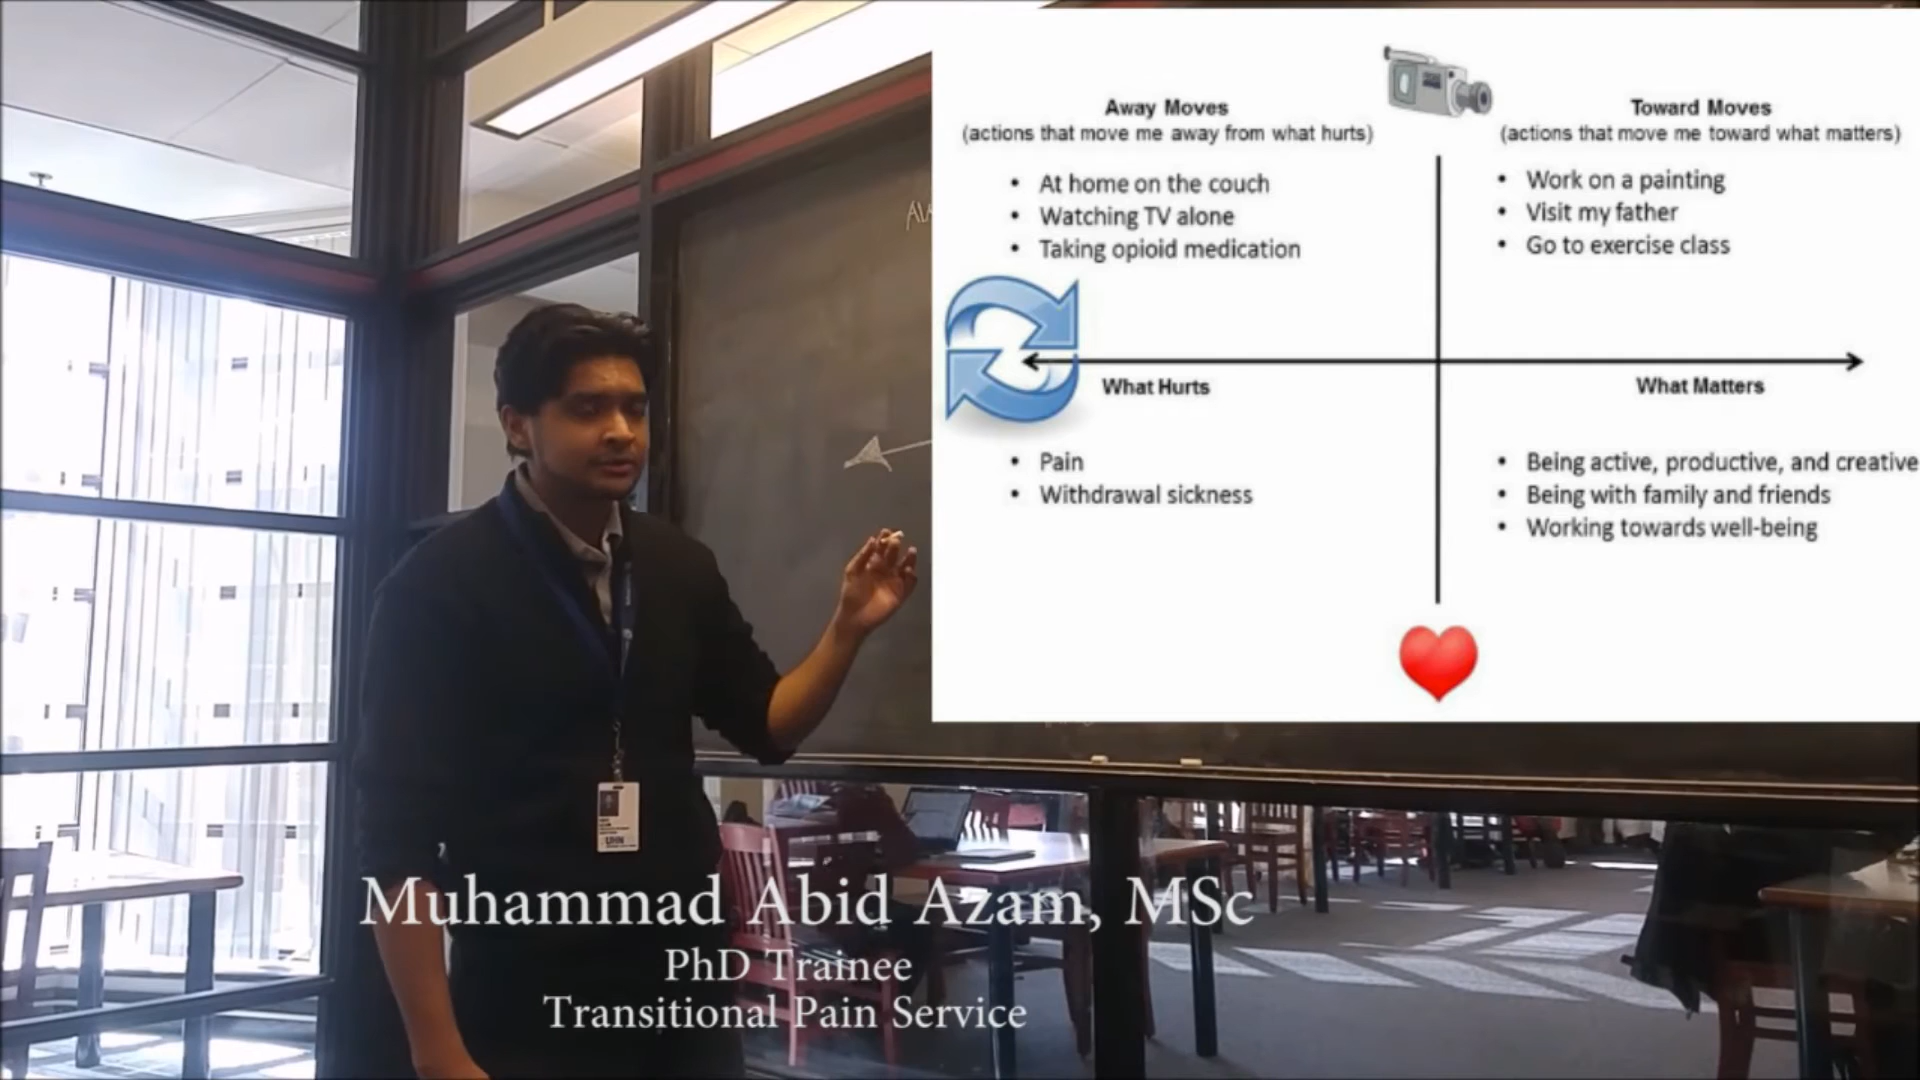 Away Moves
(actions that move me away from what hurts)
• At home on the couch
• Watching TV alone
• Taking opioid medication
Toward Moves
(actions that move me toward what matters)
• Work on a painting
• Visit my father
• Go to exercise class
What Hurts
• Pain
• Withdrawal sickness
What Matters
• Being active, productive, and creative
• Being with family and friends
• Working towards well-being
UHN
Muhammad Abid Azam, MSc
PhD Trainee
Transitional Pain Service